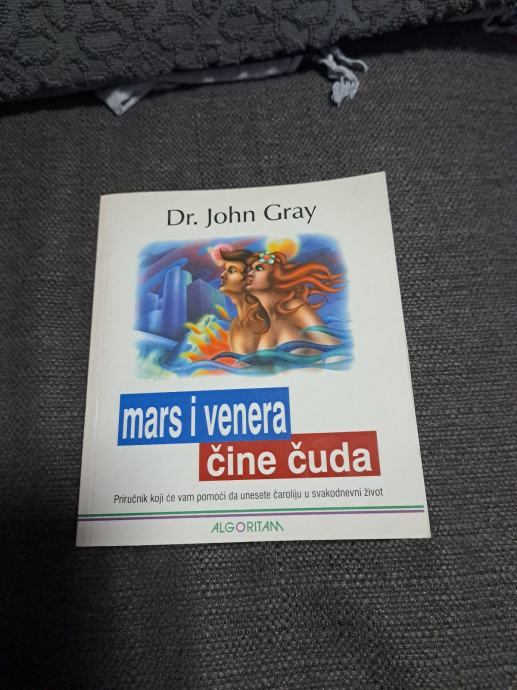 Dr. John Gray
mars i venera
čine čuda
Priručnik koji će vam pomoći da unesete čaroliju u svakodnevni život
ALGORITAM